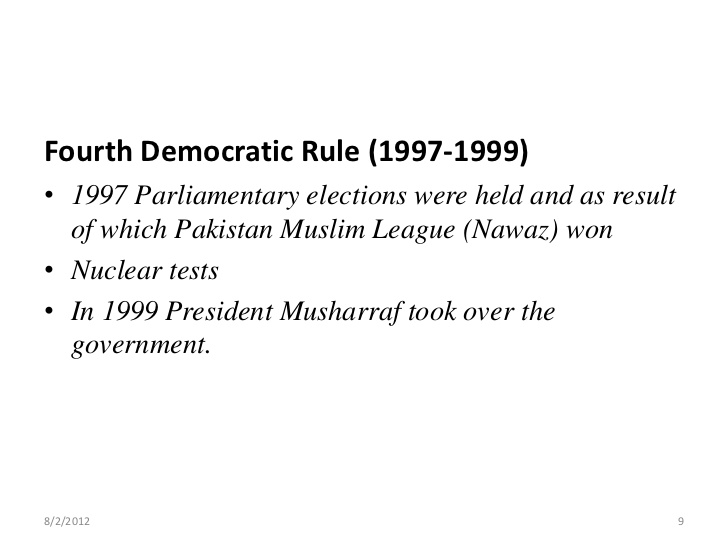 Fourth Democratic Rule (1997-1999)
• 1997 Parliamentary elections were held and as result
of which Pakistan Muslim League (Nawaz) won
• Nuclear tests
• In 1999 President Musharraf took over the
government.
8/2/2012 9